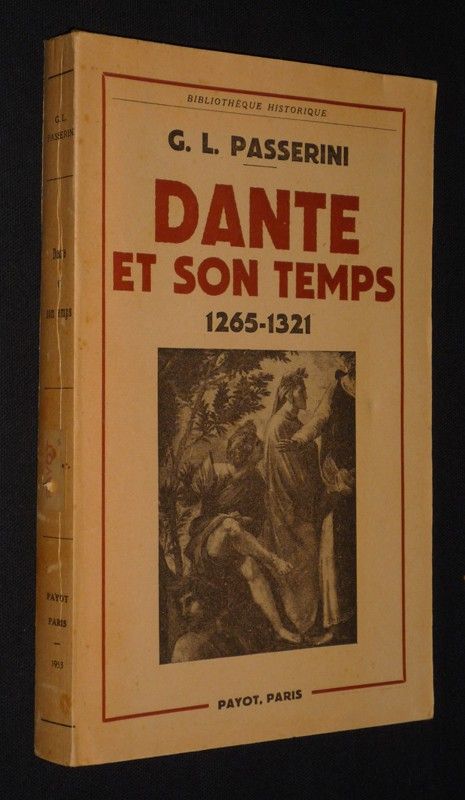 BIBLIOTHÈQUE HISTORIQUE
G. L. PASSERINI
DANTE
ET SON TEMPS
1265-1321
PAYOT, PARIS
G. L.
PASSERINI
Dante
son temps
PAYOT
PARIS
1953